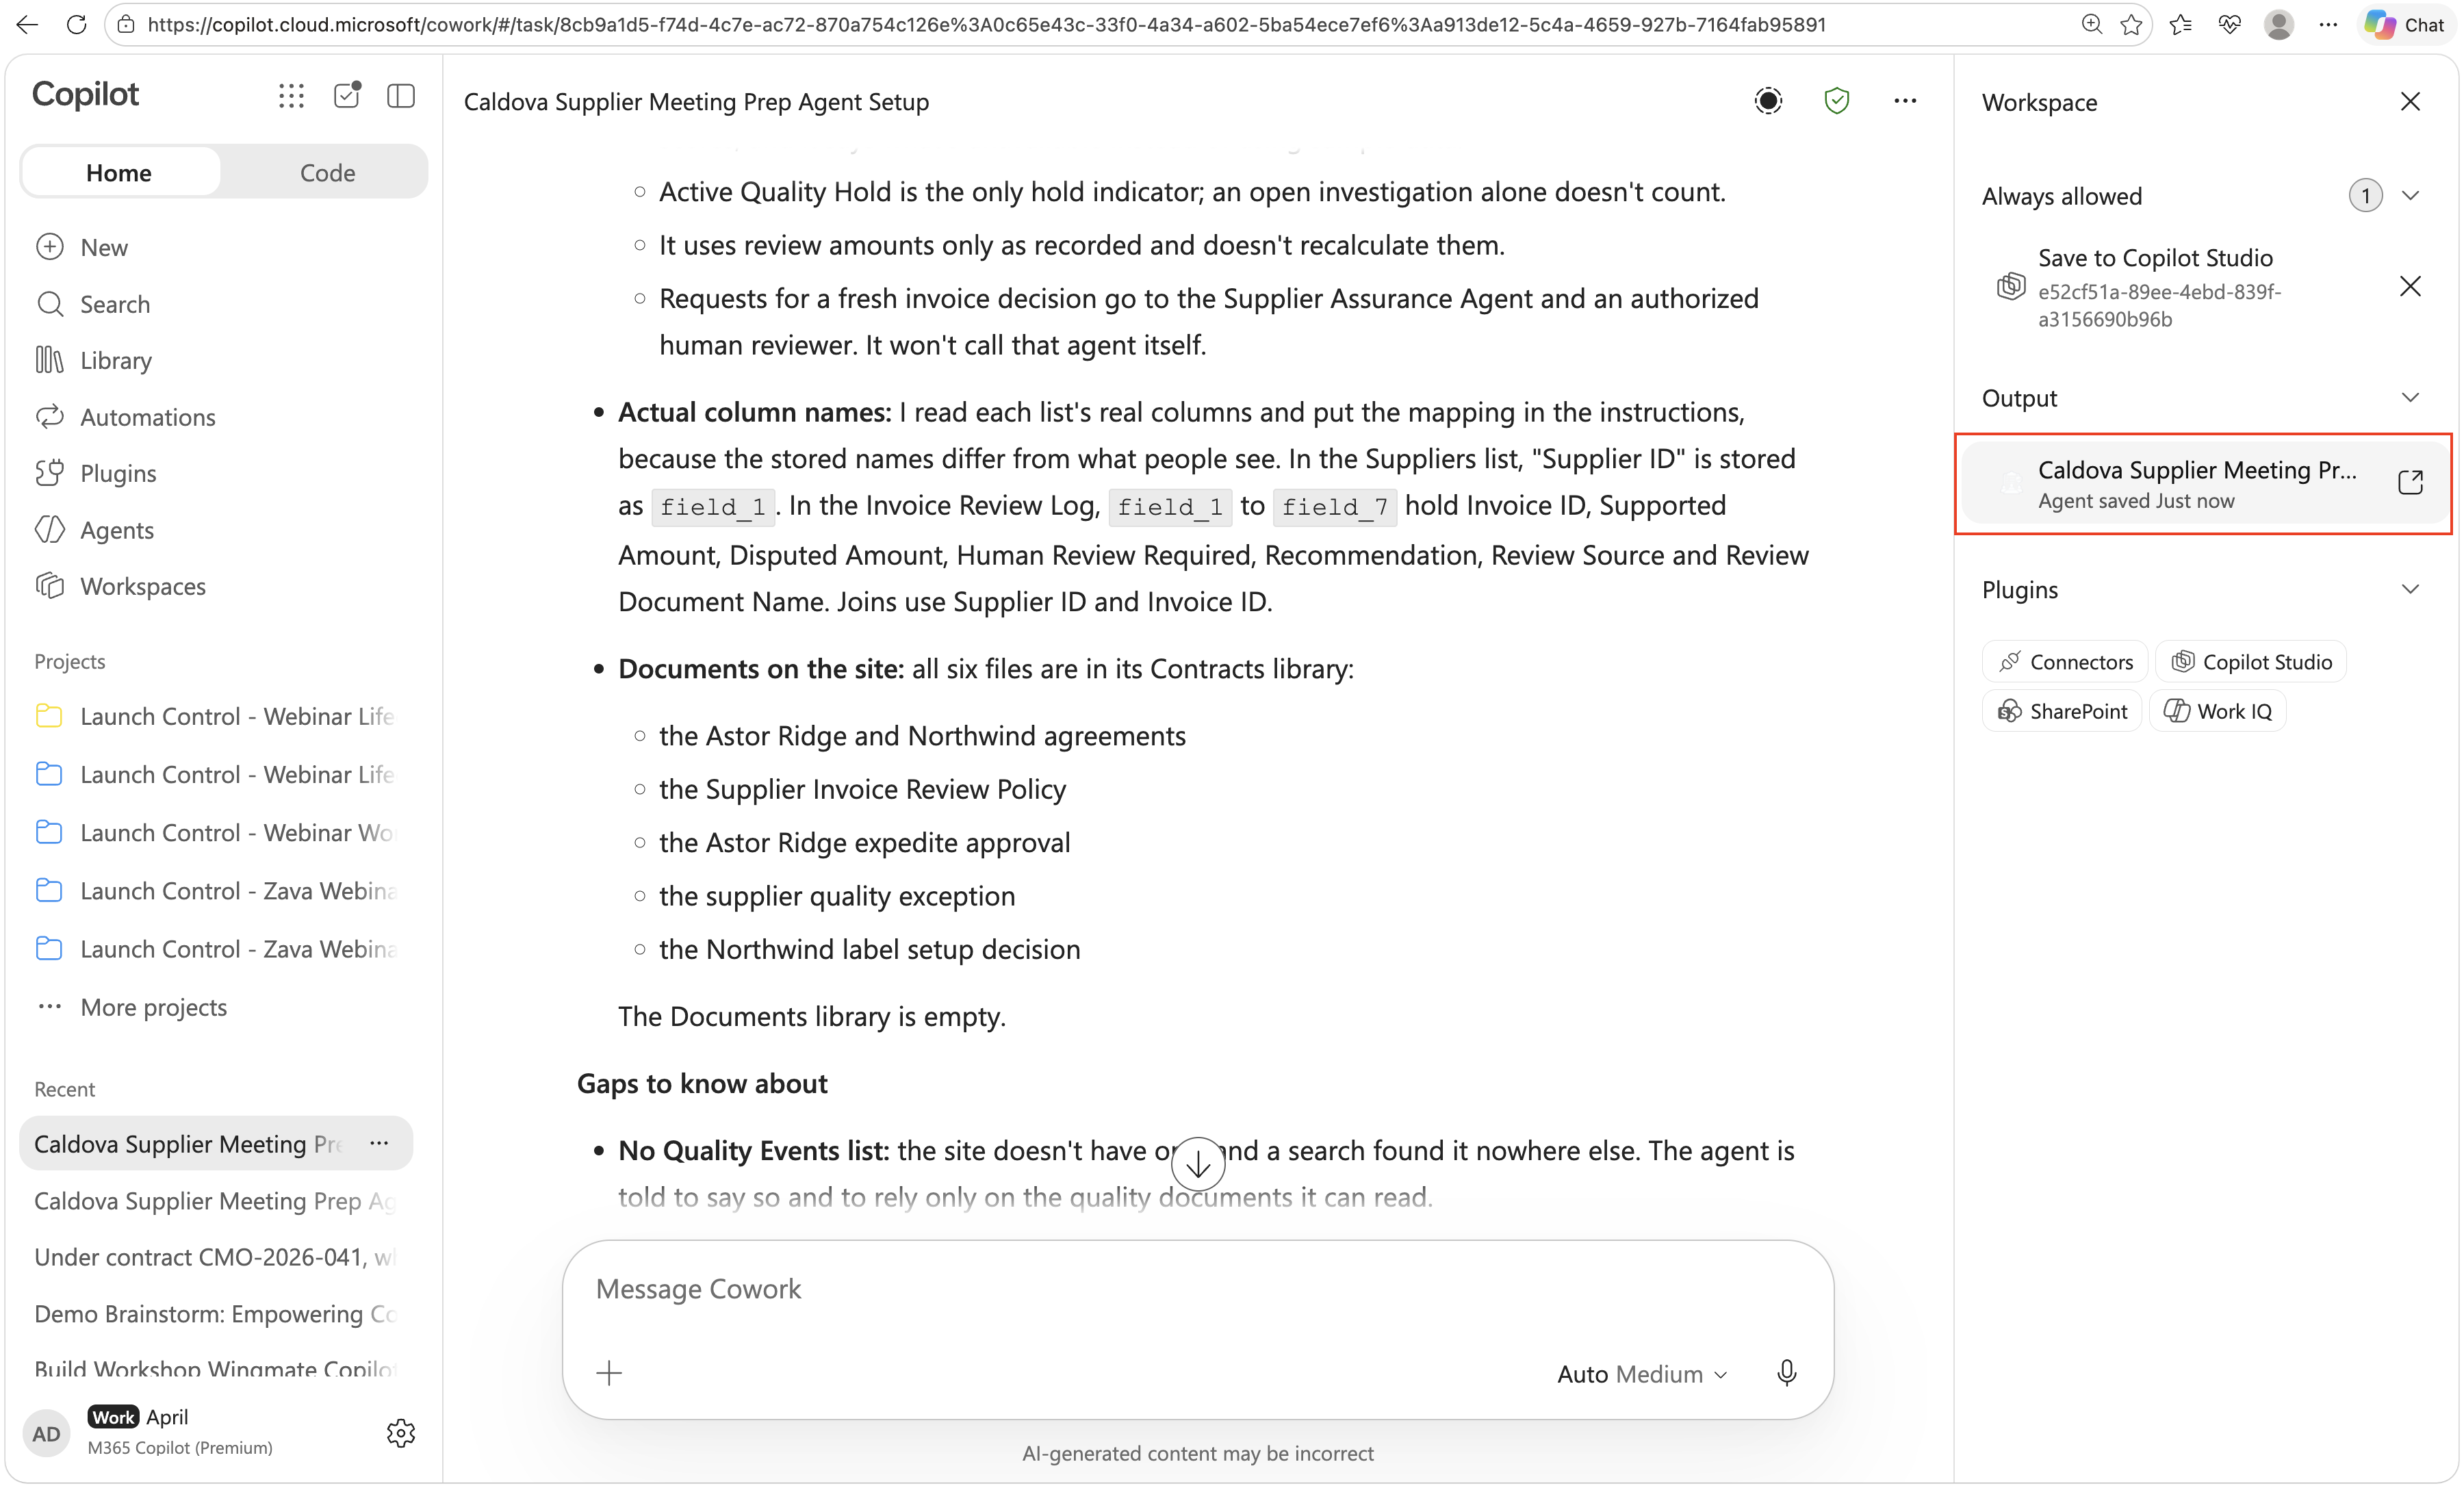 https://copilot.cloud.microsoft/cowork/#/task/8cb9a1d5-f74d-4c7e-ac72-870a754c126e%3A0c65e43c-33f0-4a34-a602-5ba54ece7ef6%3Aa913de12-5c4a-4659-927b-7164fab95891
Chat
Copilot
Home
Code
New
Search
Library
Automations
Plugins
Agents
Workspaces
Projects
Launch Control - Webinar Life
Launch Control - Webinar Life
Launch Control - Webinar Wo
Launch Control - Zava Webina
Launch Control - Zava Webina
More projects
Recent
Caldova Supplier Meeting Pre
Caldova Supplier Meeting Prep Ag
Under contract CMO-2026-041, wh
Demo Brainstorm: Empowering Co
Build Workshop Wingmate Copilot
AD
Work April
M365 Copilot (Premium)
Caldova Supplier Meeting Prep Agent Setup
Active Quality Hold is the only hold indicator; an open investigation alone doesn't count.
It uses review amounts only as recorded and doesn't recalculate them.
Requests for a fresh invoice decision go to the Supplier Assurance Agent and an authorized
human reviewer. It won't call that agent itself.
Actual column names: I read each list's real columns and put the mapping in the instructions,
because the stored names differ from what people see. In the Suppliers list, "Supplier ID" is stored
as field_1. In the Invoice Review Log, field_1 to field_7 hold Invoice ID, Supported
Amount, Disputed Amount, Human Review Required, Recommendation, Review Source and Review
Document Name. Joins use Supplier ID and Invoice ID.
Documents on the site: all six files are in its Contracts library:
the Astor Ridge and Northwind agreements
the Supplier Invoice Review Policy
the Astor Ridge expedite approval
the supplier quality exception
the Northwind label setup decision
The Documents library is empty.
Gaps to know about
No Quality Events list: the site doesn't have and a search found it nowhere else. The agent is
told to say so and to rely only on the quality documents it can read.
Message Cowork
Auto Medium
AI-generated content may be incorrect
Workspace
Always allowed
1
Save to Copilot Studio
e52cf51a-89ee-4ebd-839f-
a3156690b96b
Output
Caldova Supplier Meeting Pr...
Agent saved Just now
Plugins
Connectors
Copilot Studio
SharePoint
Work IQ